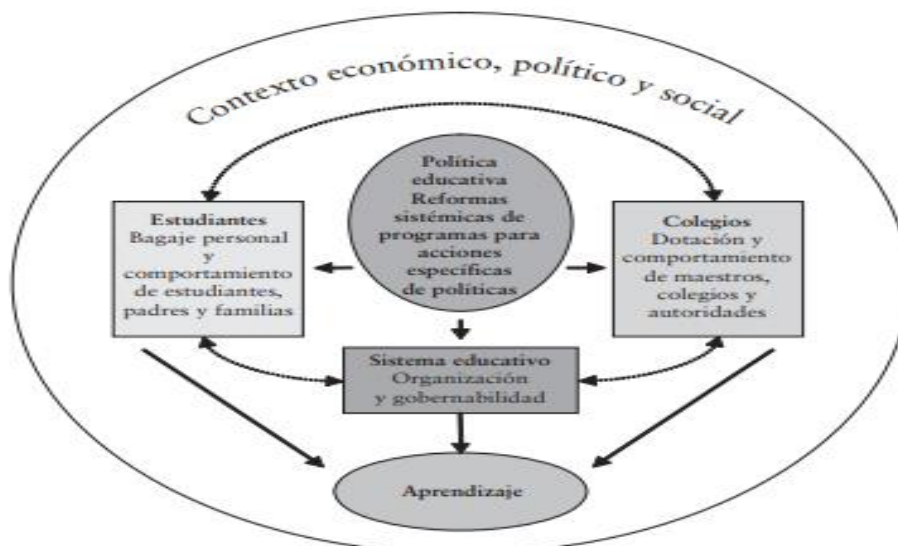 Contexto económico, político y social
Política
educativa
Reformas
sistémicas de
programas para
acciones
específicas
de políticas
Estudiantes
Bagaje personal
y
comportamiento
de estudiantes,
padres y familias
Colegios
Dotación y
comportamiento
de maestros,
colegios y
autoridades
Sistema educativo
Organización
y gobernabilidad
Aprendizaje